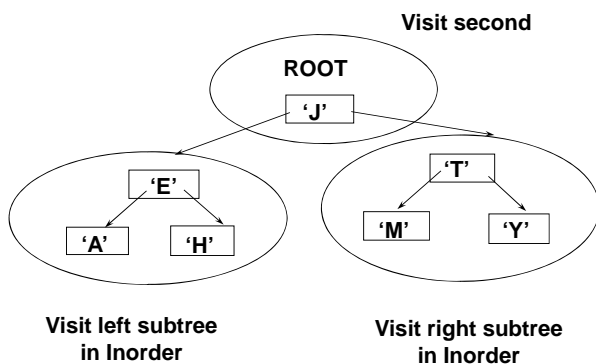 Visit second
ROOT
‘J’
‘E’
‘T’
‘A’
‘H’
‘M’
‘Y’
Visit left subtree
in Inorder
Visit right subtree
in Inorder